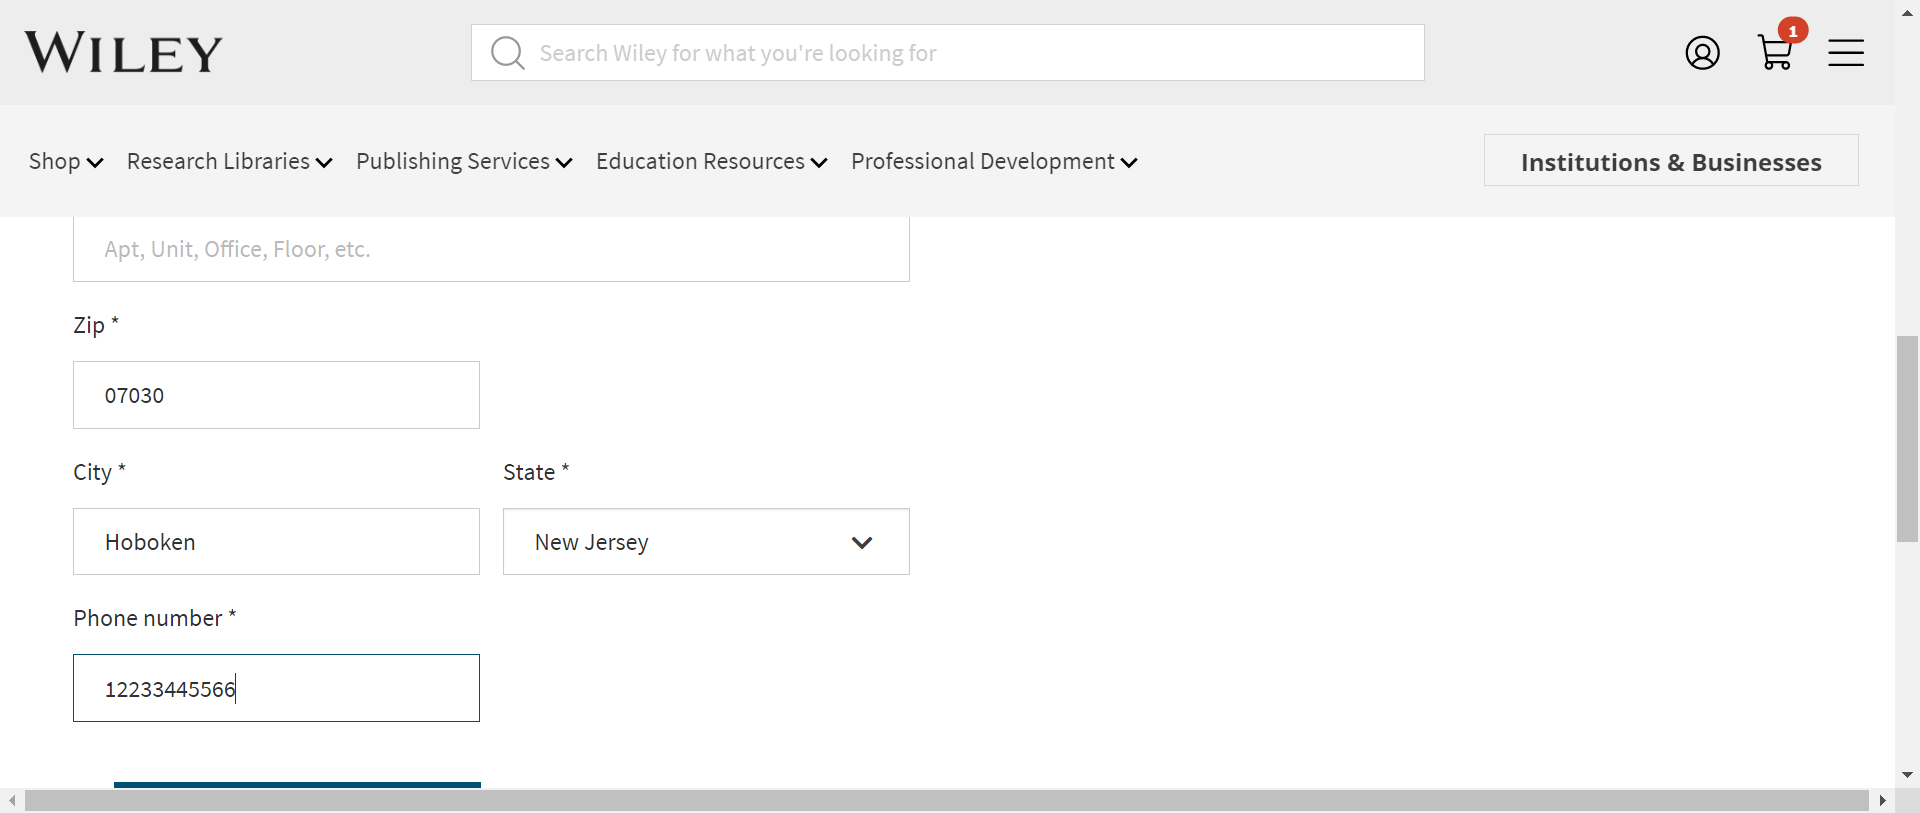 WILEY
Search Wiley for what you're looking for
1
Shop Research Libraries Publishing Services Education Resources Professional Development
Institutions & Businesses
Apt, Unit, Office, Floor, etc.
Zip *
07030
City * State *
Hoboken New Jersey
Phone number *
12233445566